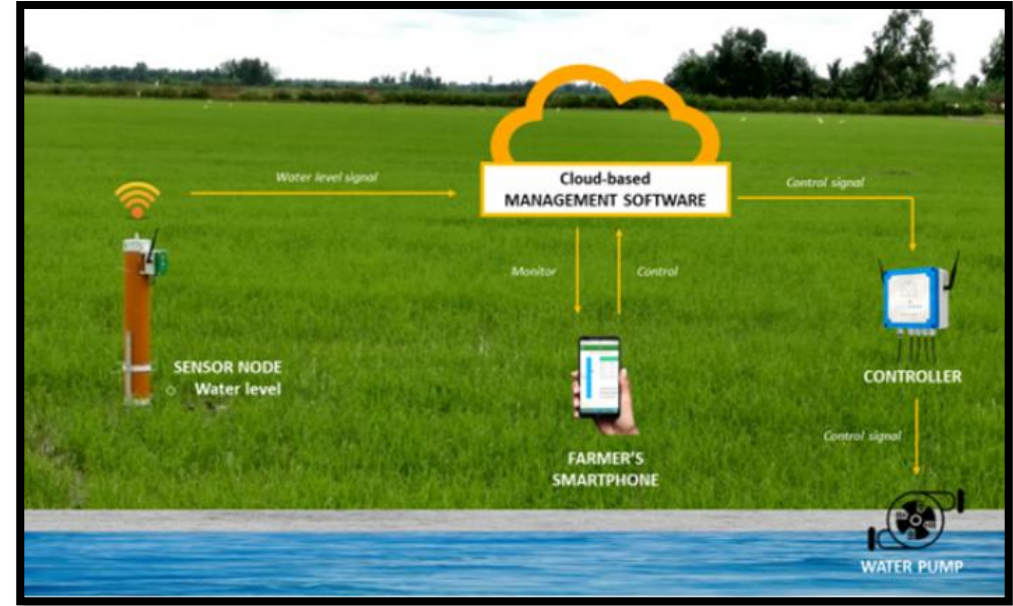 Water level signal
Cloud-based
MANAGEMENT SOFTWARE
Control signal
Monitor
Control
SENSOR NODE
○ Water level
CONTROLLER
FARMER'S
SMARTPHONE
Control signal
WATER PUMP